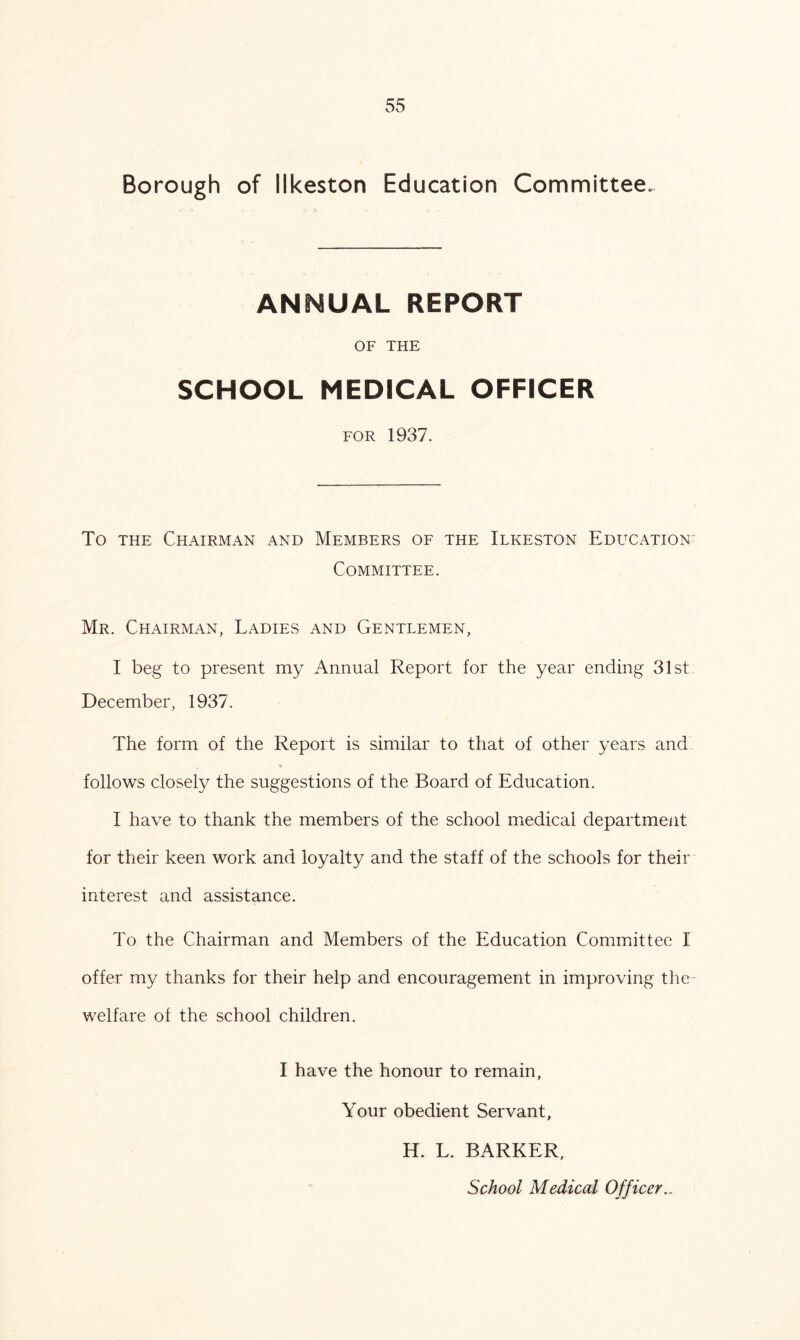 55
Borough of Ilkeston Education Committee.
ANNUAL REPORT
OF THE
SCHOOL MEDICAL OFFICER
FOR 1937.
TO THE CHAIRMAN AND MEMBERS OF THE ILKESTON EDUCATION
COMMITTEE.
MR. CHAIRMAN, LADIES AND GENTLEMEN,
I beg to present my Annual Report for the year ending 31st
December, 1937.
The form of the Report is similar to that of other years and
follows closely the suggestions of the Board of Education.
I have to thank the members of the school medical department
for their keen work and loyalty and the staff of the schools for their
interest and assistance.
To the Chairman and Members of the Education Committee I
offer my thanks for their help and encouragement in improving the
welfare of the school children.
I have the honour to remain,
Your obedient Servant,
H. L. BARKER,
School Medical Officer.